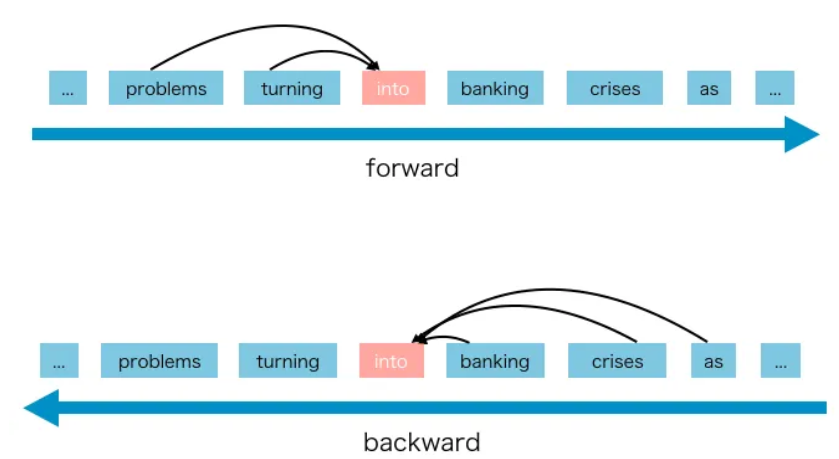 ... problems turning into banking crises as ...
forward
... problems turning into banking crises as ...
backward